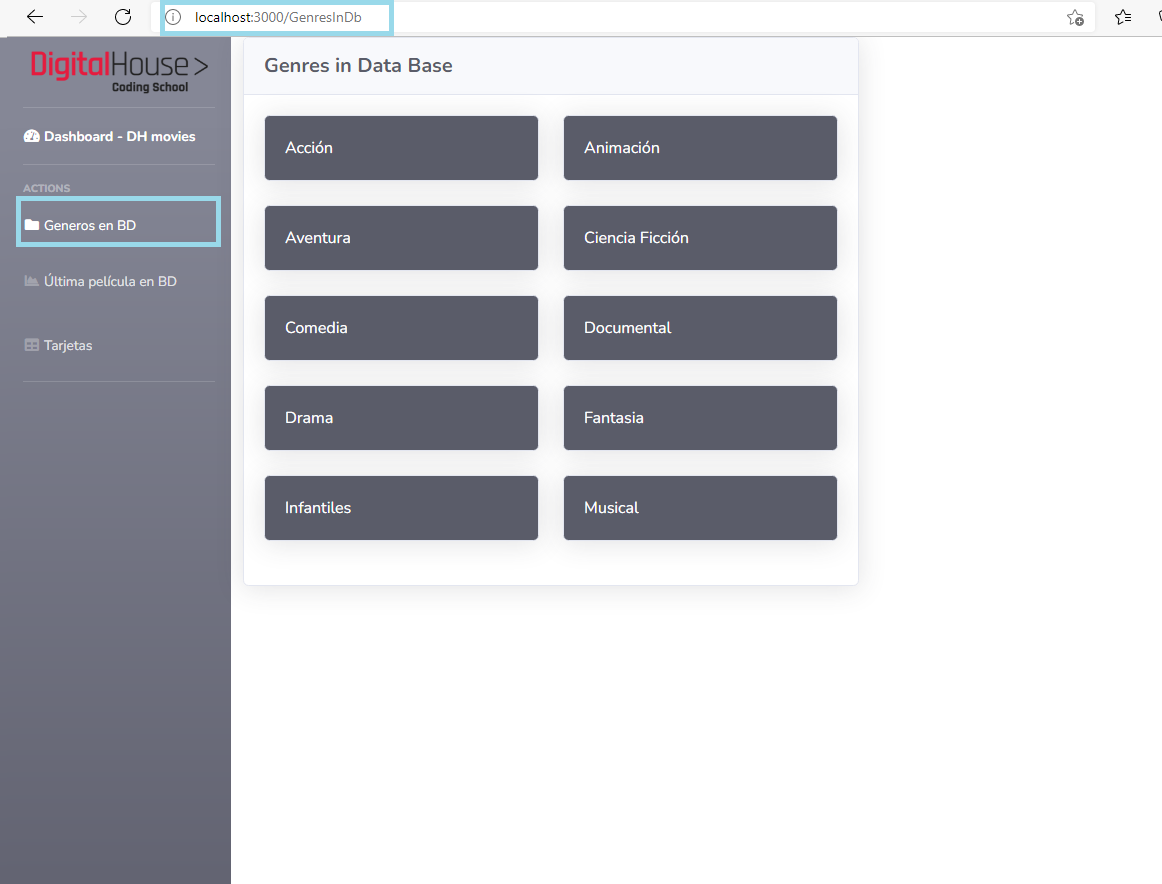 localhost:3000/GenresInDb
DigitalHouse>
Coding School
Dashboard - DH movies
ACTIONS
Generos en BD
Última película en BD
Tarjetas
Genres in Data Base
Acción
Animación
Aventura
Ciencia Ficción
Comedia
Documental
Drama
Fantasia
Infantiles
Musical